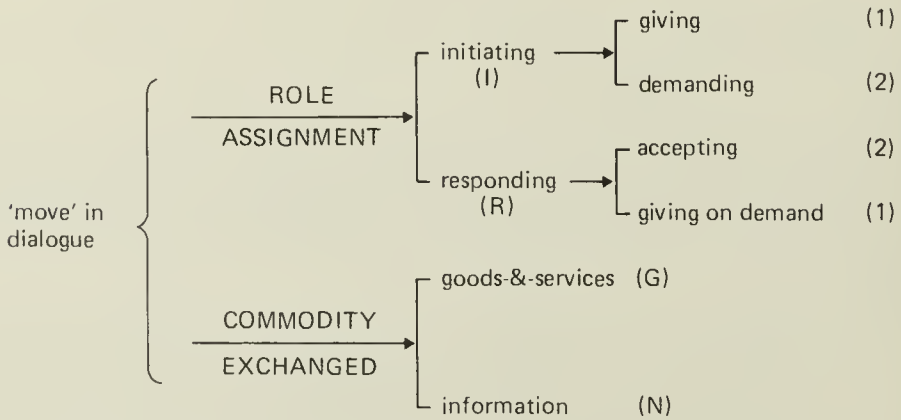 giving (1)
initiating
(I)
demanding (2)
ROLE
ASSIGNMENT
accepting (2)
responding
(R)
giving on demand (1)
'move' in
dialogue
goods-&-services (G)
COMMODITY
EXCHANGED
information (N)